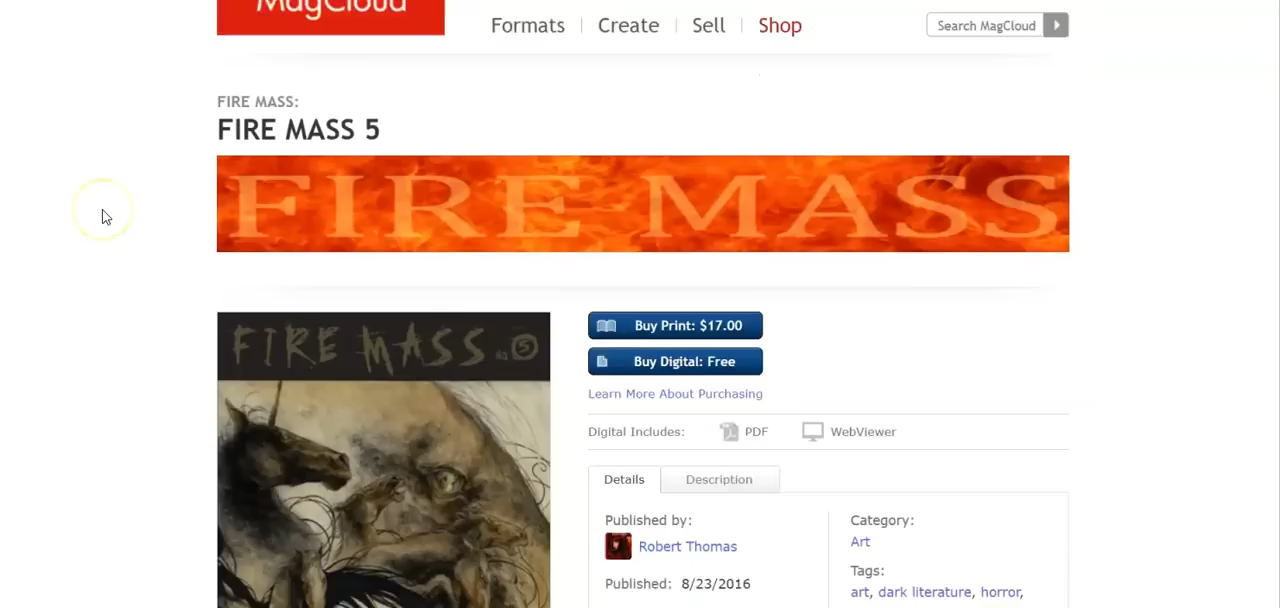 MagCloud
Formats | Create | Sell | Shop
Search MagCloud
FIRE MASS:
FIRE MASS 5
FIRE MASS
FIRE MASS no 5
Buy Print: $17.00
Buy Digital: Free
Learn More About Purchasing
Digital Includes: PDF WebViewer
Details Description
Published by:
Robert Thomas
Published: 8/23/2016
Category:
Art
Tags:
art, dark literature, horror,